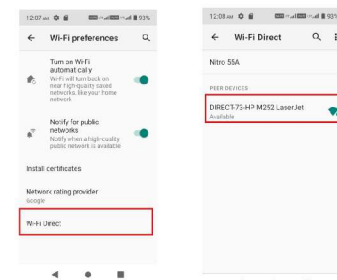 12:07 AM 93%
Wi-Fi preferences
Turn on Wi-Fi
automatically
Wi-Fi will turn back on
near high-quality saved
networks, like your home
network
Notify for public
networks
Notify when a high-quality
public network is available
Install certificates
Network rating provider
Google
Wi-Fi Direct
12:08 AM 93%
Wi-Fi Direct
Nitro 55A
PEER DEVICES
DIRECT-73-HP M252 LaserJet
Available